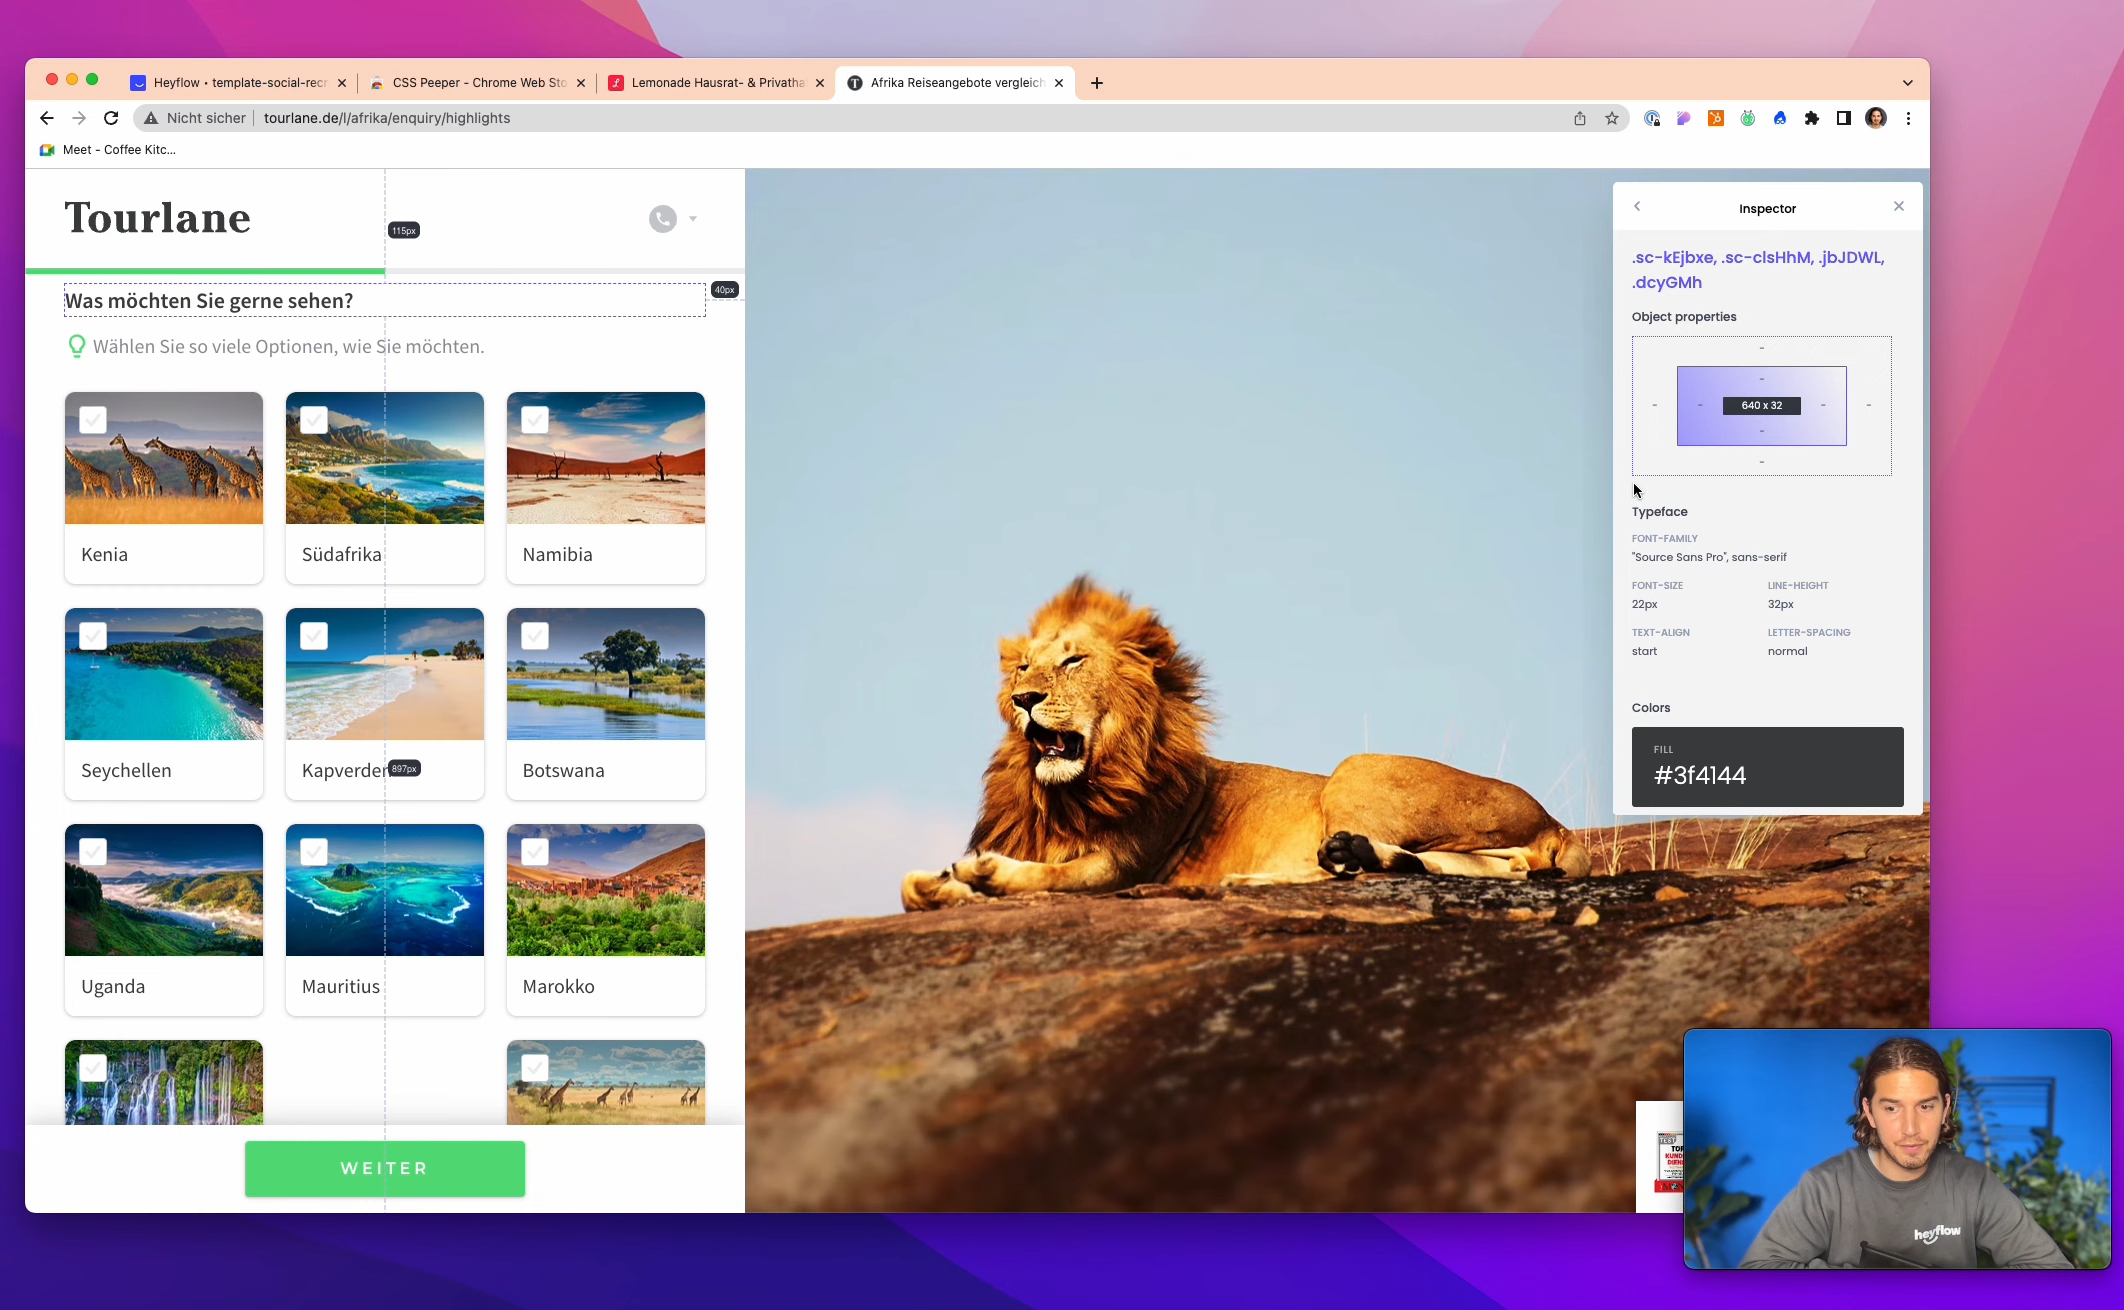 Heyflow • template-social-recr
CSS Peeper - Chrome Web Sto
Lemonade Hausrat- & Privatha
Afrika Reiseangebote vergleich
Nicht sicher
tourlane.de/l/afrika/enquiry/highlights
Meet - Coffee Kitc...
Tourlane
115px
Was möchten Sie gerne sehen?
40px
Wählen Sie so viele Optionen, wie Sie möchten.
Kenia
Südafrika
Namibia
Seychellen
Kapverden
897px
Botswana
Uganda
Mauritius
Marokko
WEITER
Inspector
.sc-kEjbxe, .sc-clsHhM, .jbJDWL,
.dcyGMh
Object properties
640 x 32
Typeface
FONT-FAMILY
"Source Sans Pro", sans-serif
FONT-SIZE
LINE-HEIGHT
22px
32px
TEXT-ALIGN
LETTER-SPACING
start
normal
Colors
FILL
#3f4144
TEST
heyflow